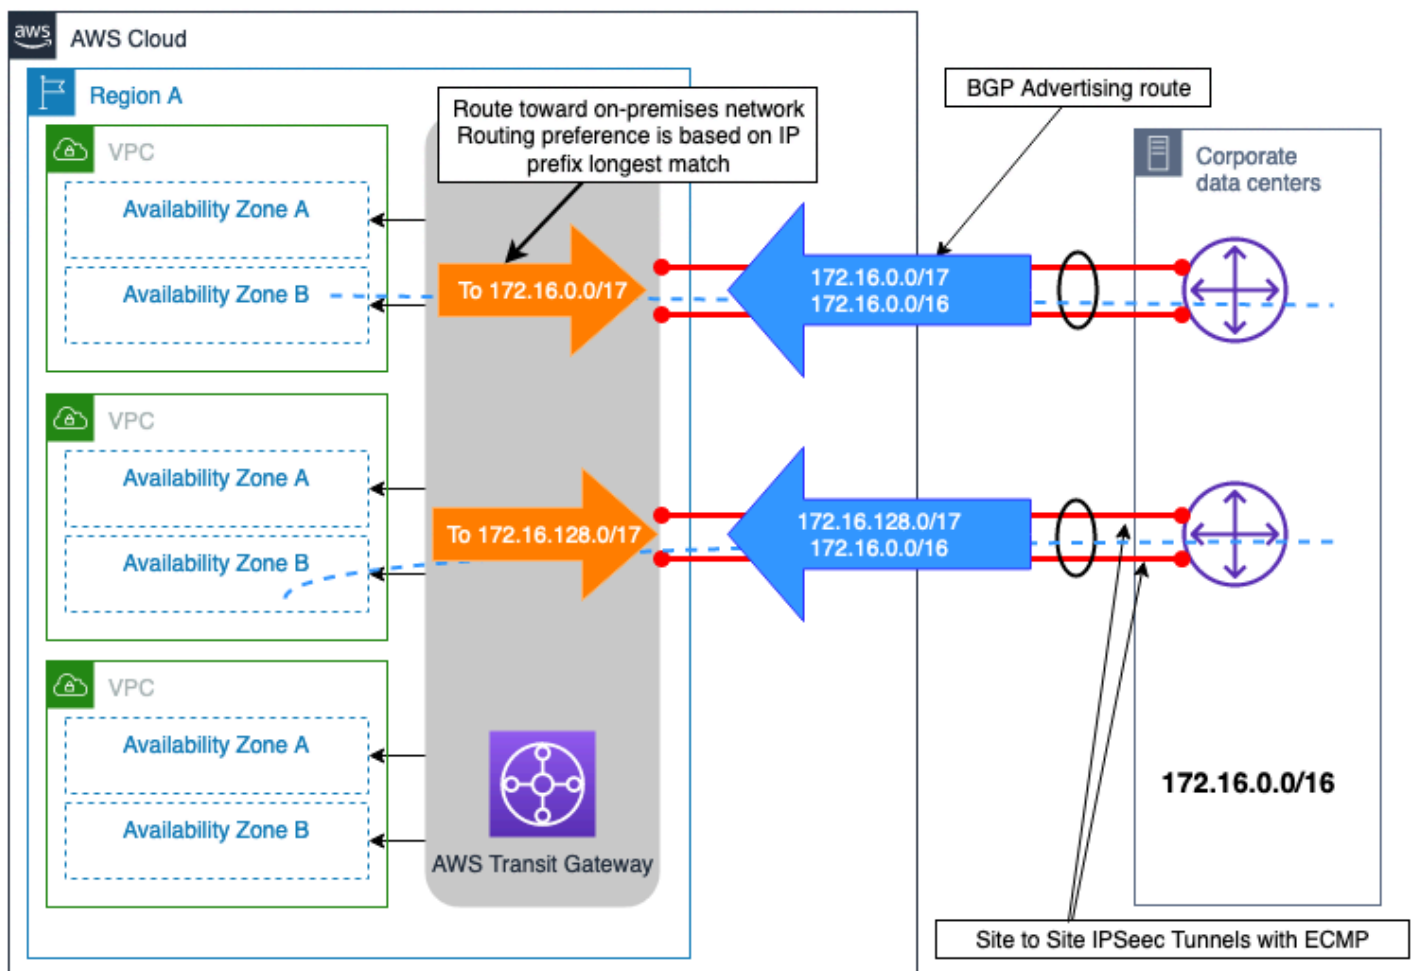 aws
AWS Cloud
Region A
VPC
Availability Zone A
Availability Zone B
VPC
Availability Zone A
Availability Zone B
VPC
Availability Zone A
Availability Zone B
Route toward on-premises network
Routing preference is based on IP
prefix longest match
To 172.16.0.0/17
To 172.16.128.0/17
AWS Transit Gateway
BGP Advertising route
172.16.0.0/17
172.16.0.0/16
172.16.128.0/17
172.16.0.0/16
Corporate
data centers
172.16.0.0/16
Site to Site IPSeec Tunnels with ECMP